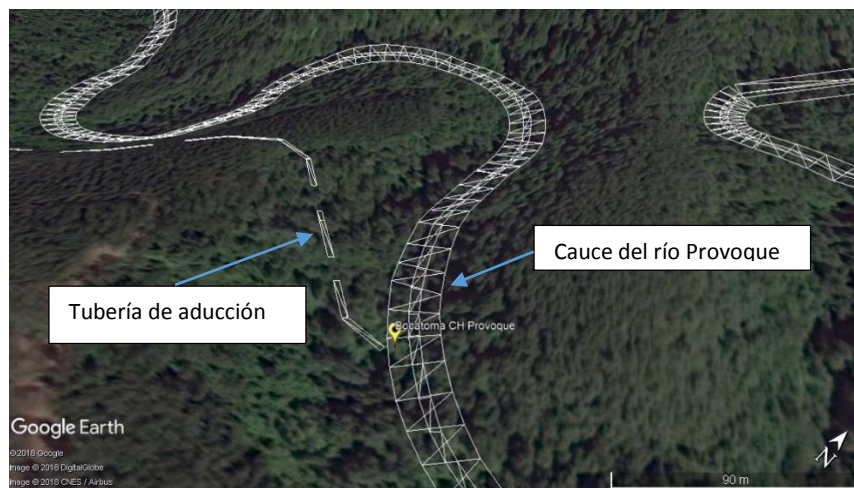 Cauce del río Provoque
Tubería de aducción
Bocatoma CH Provoque
Google Earth
© 2018 Google
Image © 2018 DigitalGlobe
Image © 2018 CNES / Airbus
90 m
N